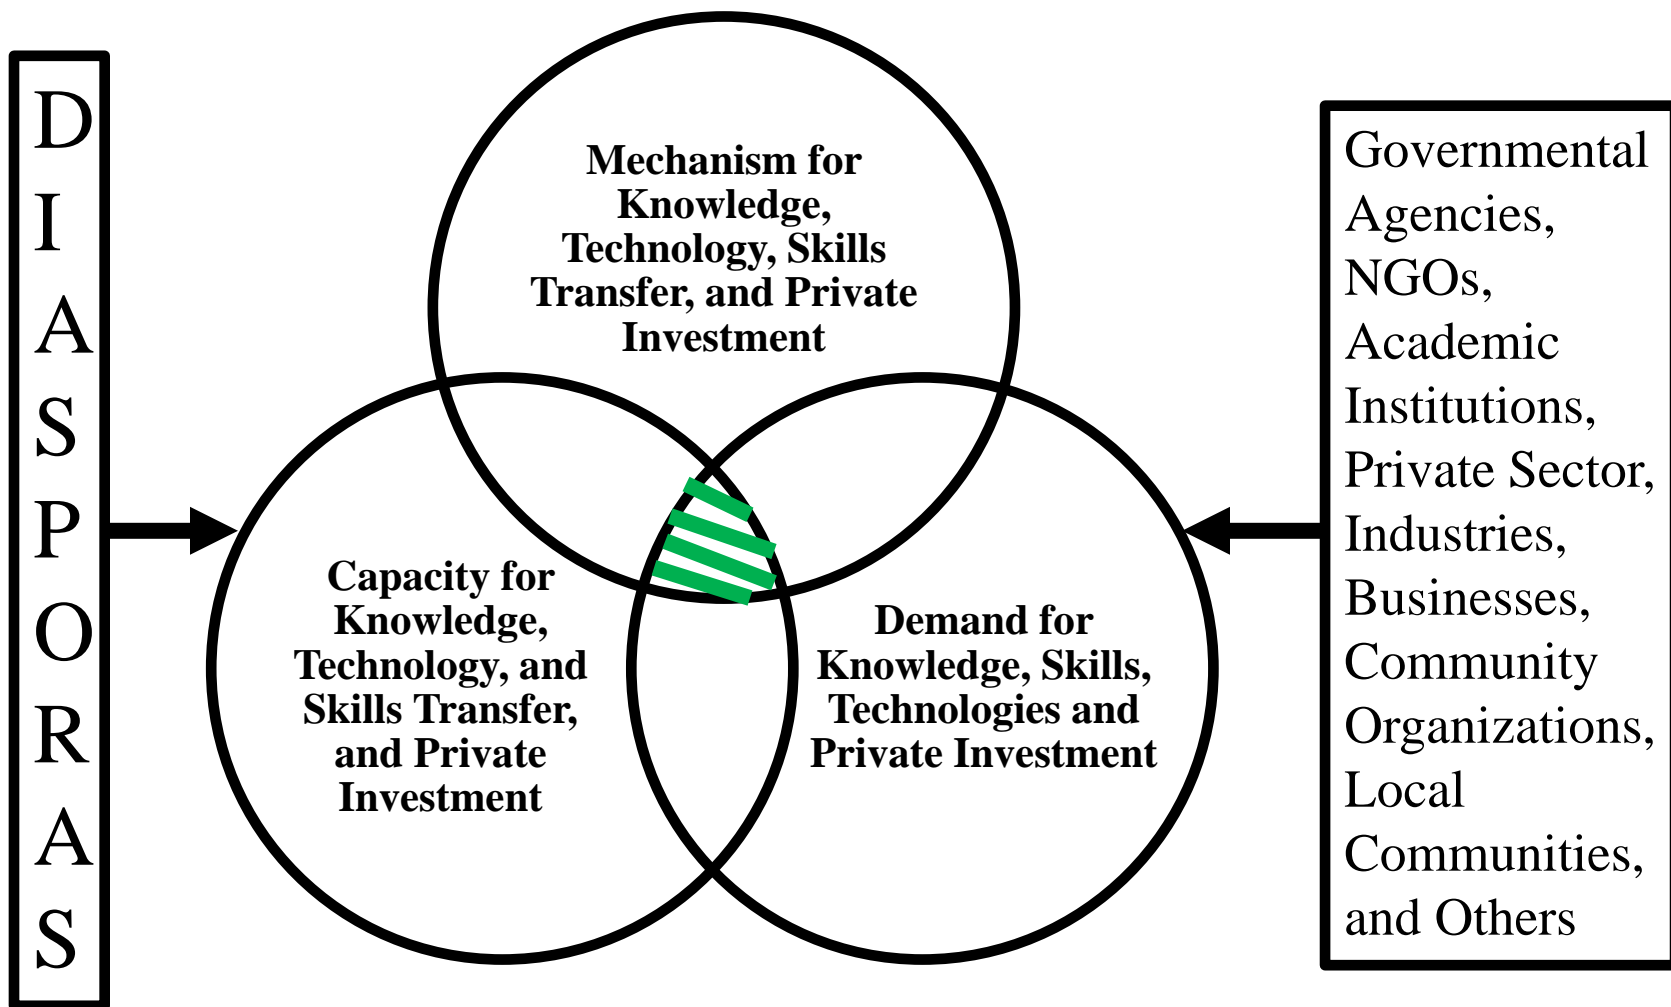 D
I
A
S
P
O
R
A
S
Mechanism for
Knowledge,
Technology, Skills
Transfer, and Private
Investment
Capacity for
Knowledge,
Technology, and
Skills Transfer,
and Private
Investment
Demand for
Knowledge, Skills,
Technologies and
Private Investment
Governmental
Agencies,
NGOs,
Academic
Institutions,
Private Sector,
Industries,
Businesses,
Community
Organizations,
Local
Communities,
and Others